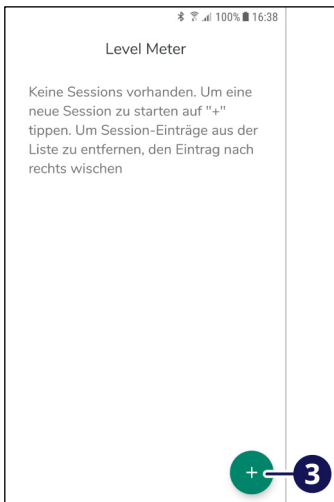 100% 16:38
Level Meter
Keine Sessions vorhanden. Um eine
neue Session zu starten auf "+"
tippen. Um Session-Einträge aus der
Liste zu entfernen, den Eintrag nach
rechts wischen
+ 3